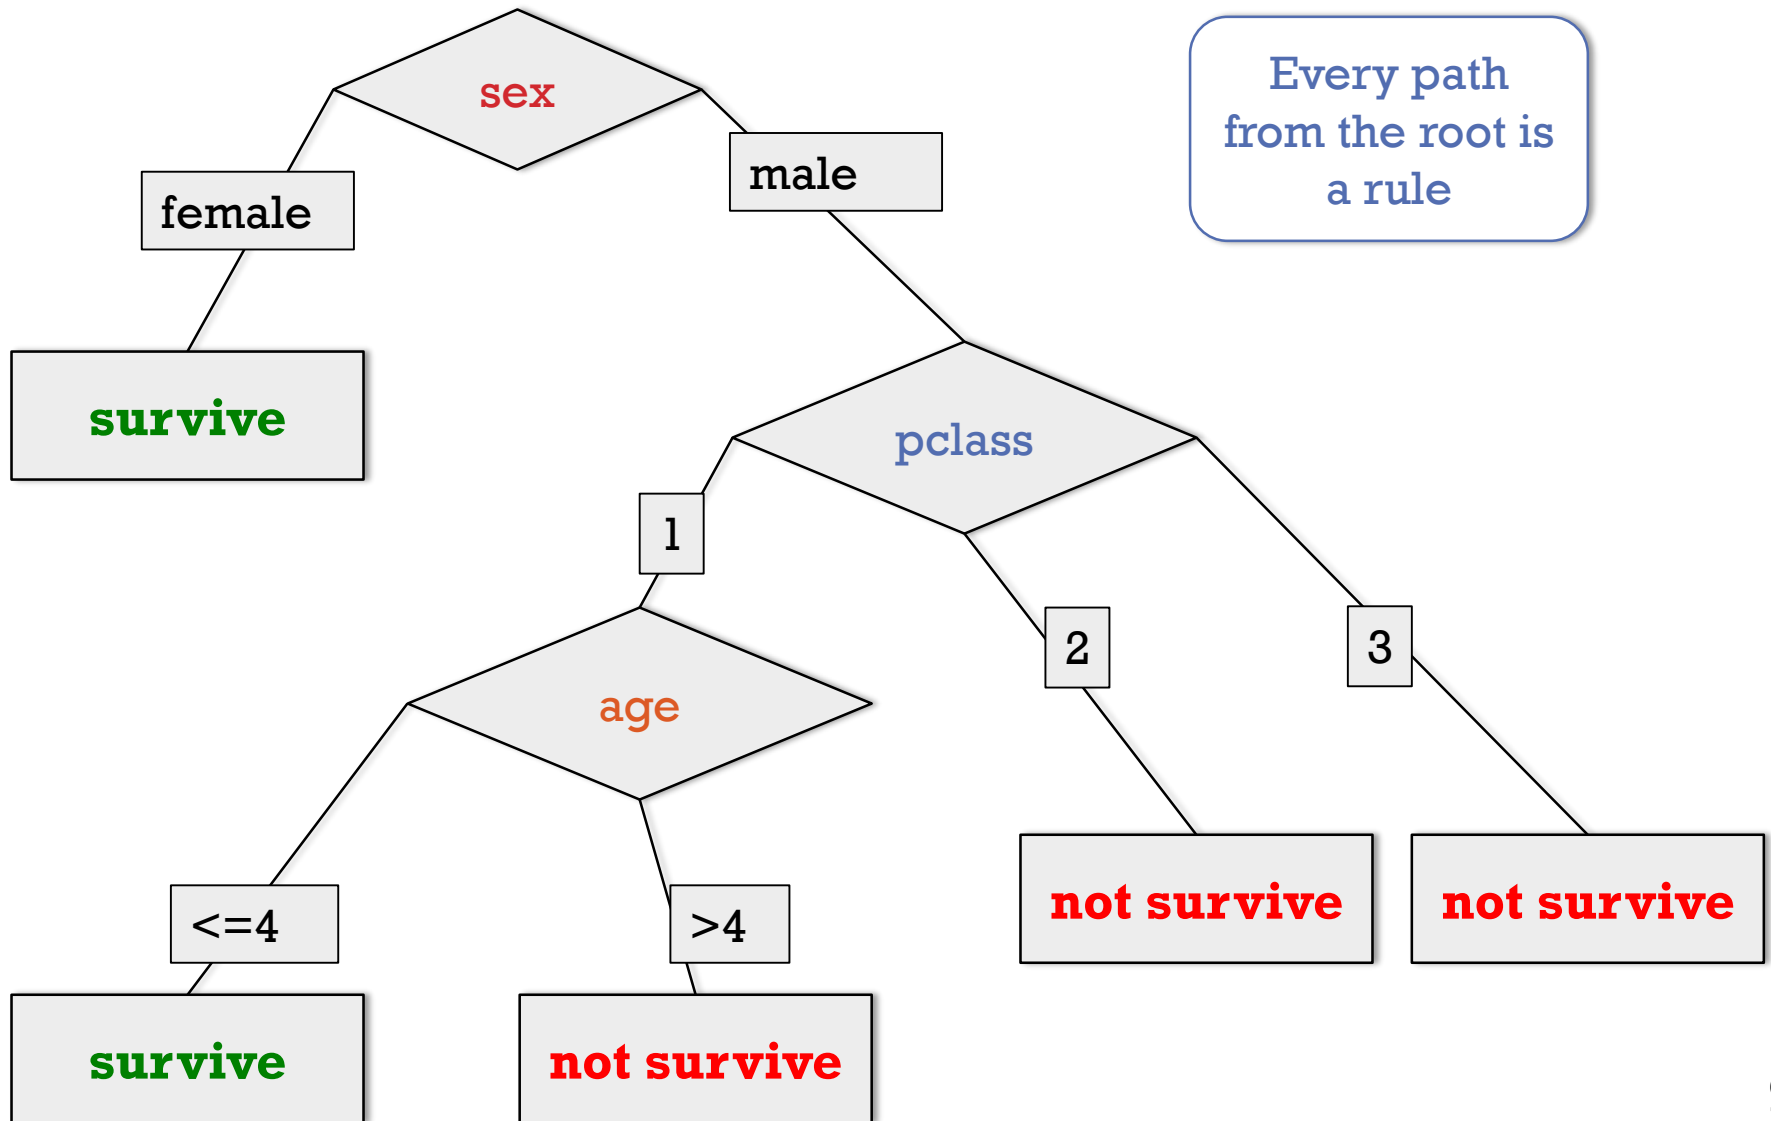 sex
Every path
from the root is
a rule
female
male
survive
pclass
1
2
3
age
<=4
>4
not survive
not survive
survive
not survive